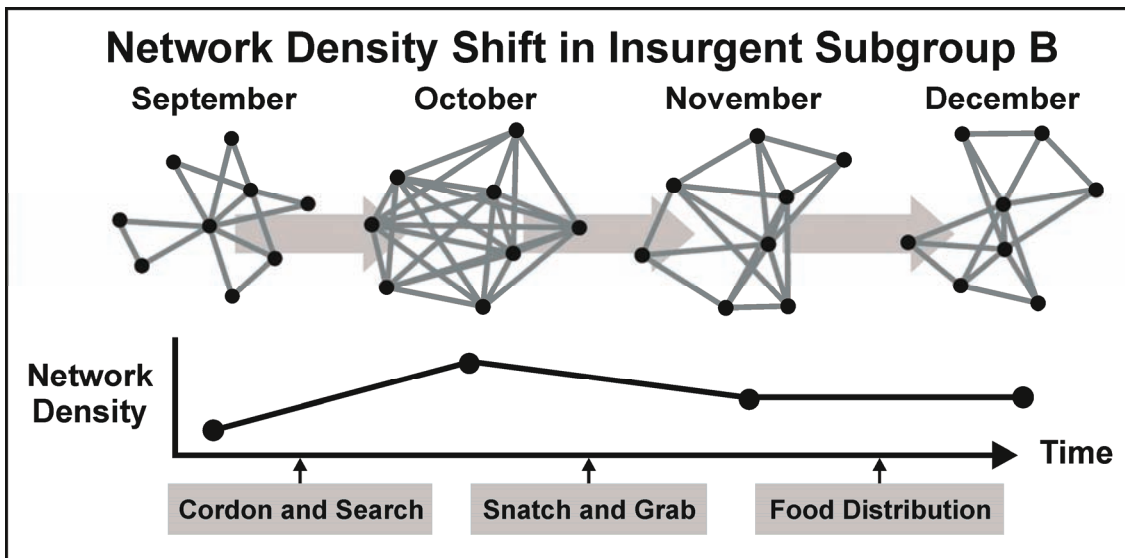 Network Density Shift in Insurgent Subgroup B
September October November December
Network
Density
Time
Cordon and Search Snatch and Grab Food Distribution